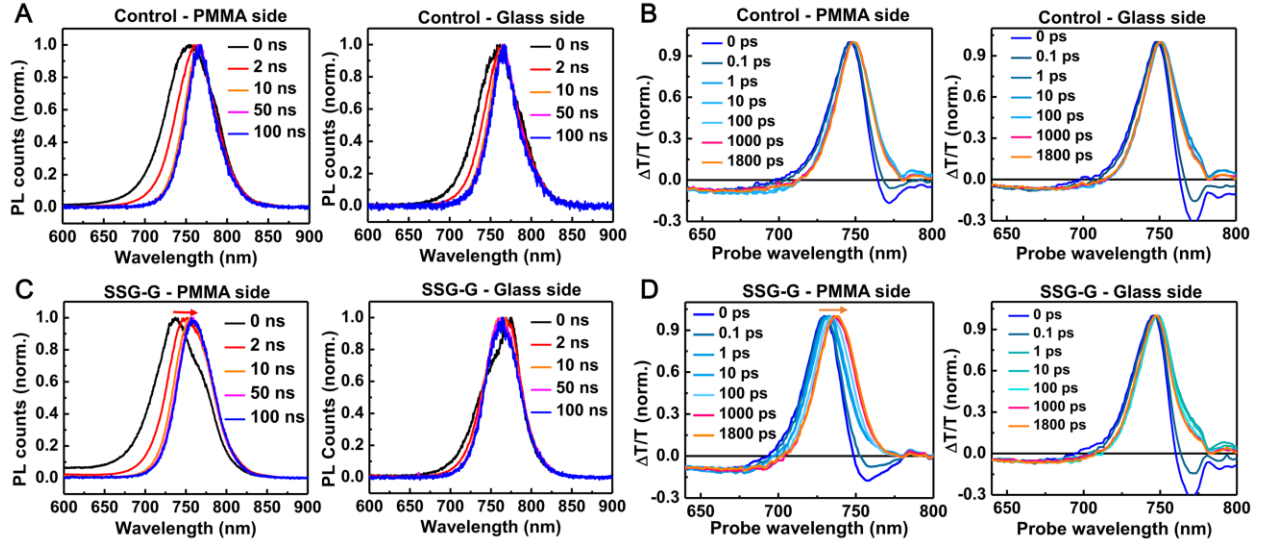 A
Control - PMMA side
PL counts (norm.)
1.0
0.8
0.6
0.4
0.2
0.0
0 ns
2 ns
10 ns
50 ns
100 ns
600 650 700 750 800 850 900
Wavelength (nm)
Control - Glass side
PL counts (norm.)
1.0
0.8
0.6
0.4
0.2
0.0
0 ns
2 ns
10 ns
50 ns
100 ns
600 650 700 750 800 850 900
Wavelength (nm)
B
Control - PMMA side
ΔT/T (norm.)
0.9
0.6
0.3
0.0
-0.3
0 ps
0.1 ps
1 ps
10 ps
100 ps
1000 ps
1800 ps
650 700 750 800
Probe wavelength (nm)
Control - Glass side
ΔT/T (norm.)
0.9
0.6
0.3
0.0
-0.3
0 ps
0.1 ps
1 ps
10 ps
100 ps
1000 ps
1800 ps
650 700 750 800
Probe wavelength (nm)
C
SSG-G - PMMA side
PL counts (norm.)
1.0
0.8
0.6
0.4
0.2
0.0
0 ns
2 ns
10 ns
50 ns
100 ns
600 650 700 750 800 850 900
Wavelength (nm)
SSG-G - Glass side
PL Counts (norm.)
1.0
0.8
0.6
0.4
0.2
0.0
0 ns
2 ns
10 ns
50 ns
100 ns
600 650 700 750 800 850 900
Wavelength (nm)
D
SSG-G - PMMA side
ΔT/T (norm.)
0.9
0.6
0.3
0.0
-0.3
0 ps
0.1 ps
1 ps
10 ps
100 ps
1000 ps
1800 ps
650 700 750 800
Probe wavelength (nm)
SSG-G - Glass side
ΔT/T (norm.)
0.9
0.6
0.3
0.0
-0.3
0 ps
0.1 ps
1 ps
10 ps
100 ps
1000 ps
1800 ps
650 700 750 800
Probe wavelength (nm)